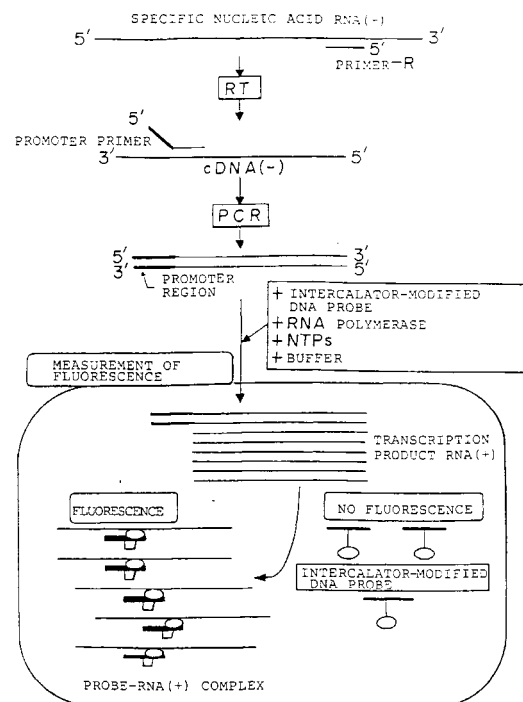 SPECIFIC NUCLEIC ACID RNA(-)
5′ 3′
5′
PRIMER-R
RT
5′
PROMOTER PRIMER
3′ 5′
cDNA(-)
PCR
5′ 3′
3′ 5′
PROMOTER
REGION
+ INTERCALATOR-MODIFIED
DNA PROBE
+RNA POLYMERASE
+NTPs
+BUFFER
MEASUREMENT OF
FLUORESCENCE
TRANSCRIPTION
PRODUCT RNA(+)
FLUORESCENCE
NO FLUORESCENCE
INTERCALATOR-MODIFIED
DNA PROBE
PROBE-RNA(+) COMPLEX